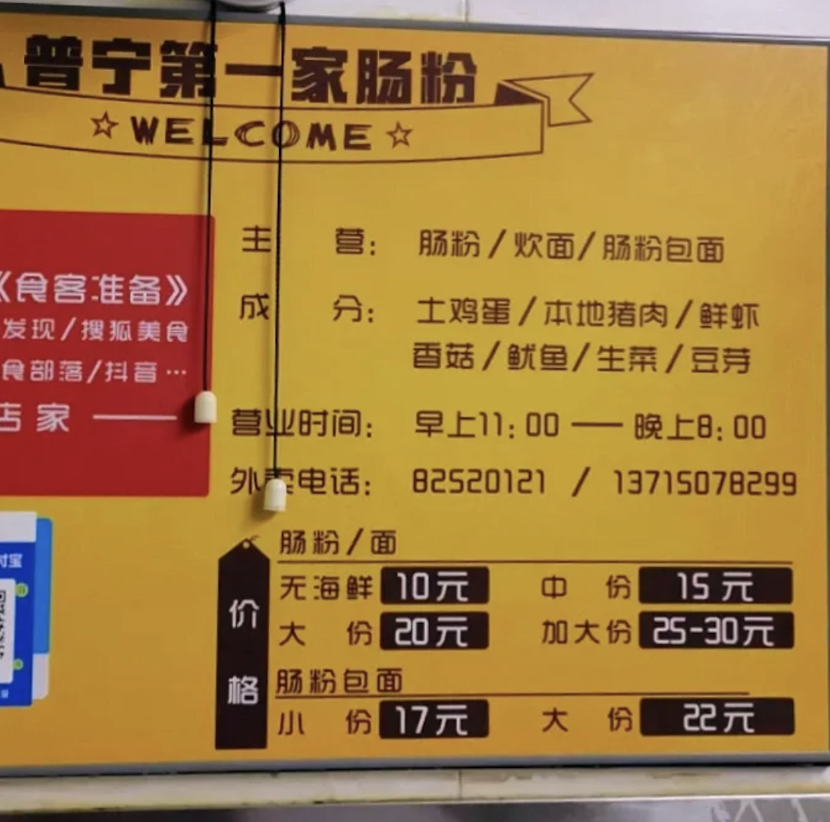 普宁第一家肠粉
☆WELCOME☆
《食客准备》
发现/搜狐美食
食部落/抖音…
店家 ——
主营：肠粉/炊面/肠粉包面
成分：土鸡蛋/本地猪肉/鲜虾
香菇/鱿鱼/生菜/豆芽
营业时间：早上11:00——晚上8:00
外卖电话：82520121 / 13715078299
价格
肠粉/面
无海鲜 10元 中份 15元
大份 20元 加大份 25-30元
肠粉包面
小份 17元 大份 22元
付宝